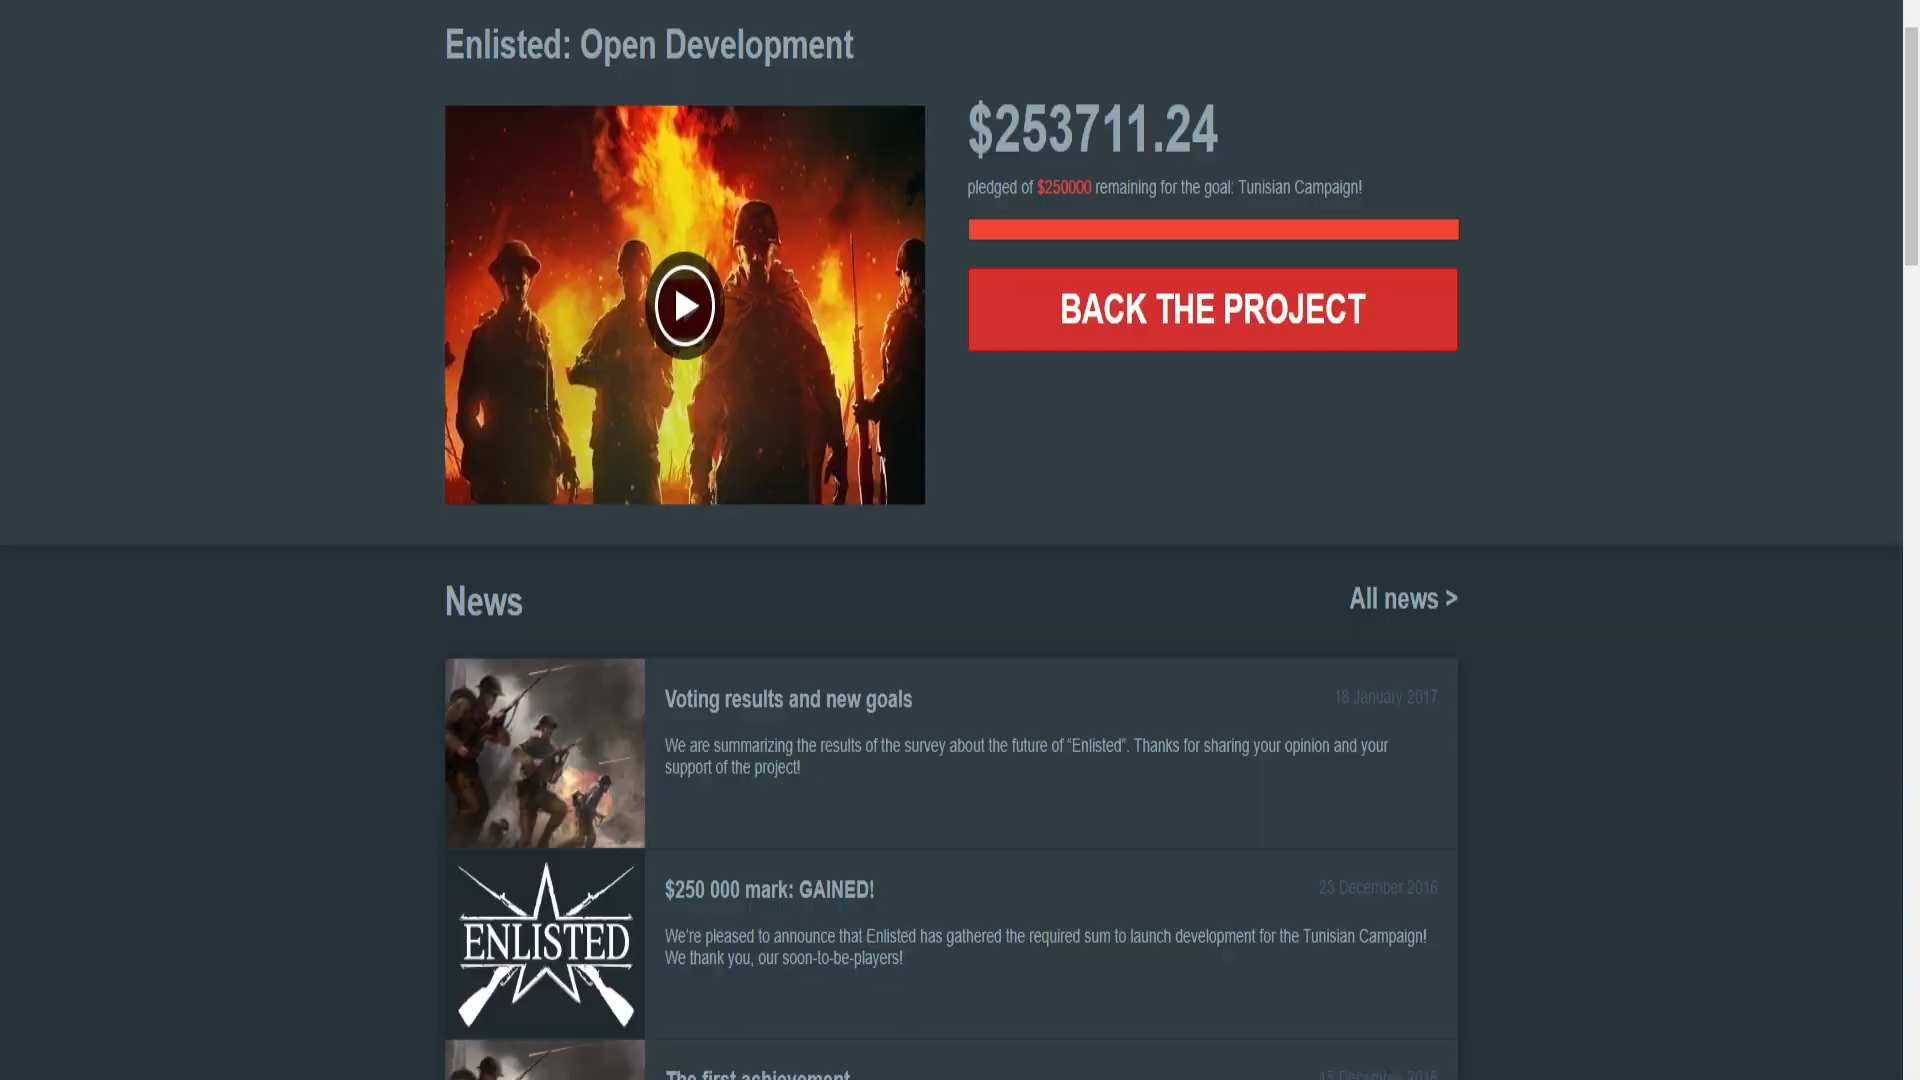 Enlisted: Open Development
$253711.24
pledged of $250000 remaining for the goal: Tunisian Campaign!
BACK THE PROJECT
News
All news >
Voting results and new goals
18 January 2017
We are summarizing the results of the survey about the future of “Enlisted”. Thanks for sharing your opinion and your
support of the project!
ENLISTED
$250 000 mark: GAINED!
23 December 2016
We're pleased to announce that Enlisted has gathered the required sum to launch development for the Tunisian Campaign!
We thank you, our soon-to-be-players!
The first achievement
15 December 2016